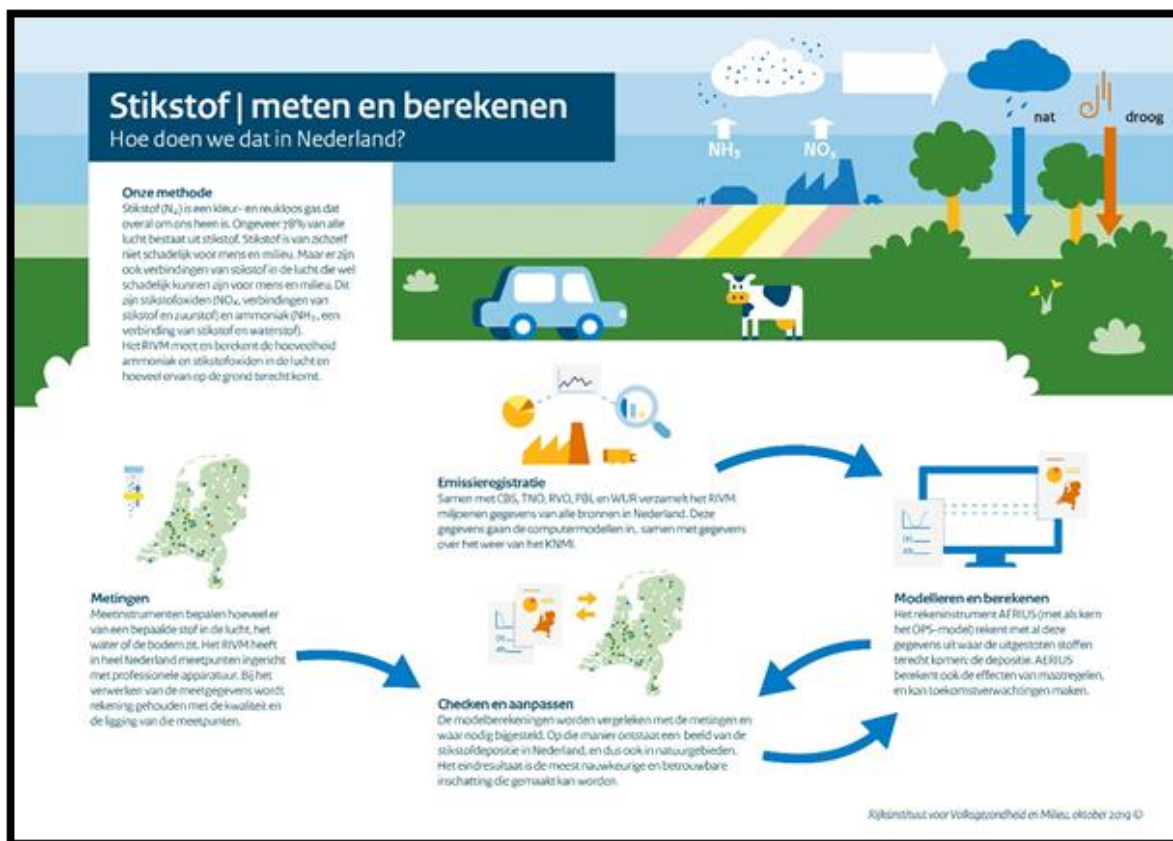 Stikstof | meten en berekenen
Hoe doen we dat in Nederland?
NH₃
NOₓ
nat
droog
Onze methode
Stikstof (N₂) is een kleur- en reukloos gas dat
overal om ons heen is. Ongeveer 78% van alle
lucht bestaat uit stikstof. Stikstof is van zichzelf
niet schadelijk voor mens en milieu. Maar er zijn
ook verbindingen van stikstof in de lucht die wel
schadelijk kunnen zijn voor mens en milieu. Dit
zijn stikstofoxiden (NOₓ, verbindingen van
stikstof en zuurstof) en ammoniak (NH₃, een
verbinding van stikstof en waterstof).
Het RIVM meet en berekent de hoeveelheid
ammoniak en stikstofoxiden in de lucht en
hoeveel ervan op de grond terecht komt.
Emissieregistratie
Samen met CBS, TNO, RVO, PBL en WUR verzamelt het RIVM
miljoenen gegevens van alle bronnen in Nederland. Deze
gegevens gaan de computermodellen in, samen met gegevens
over het weer van het KNMI.
Metingen
Meetinstrumenten bepalen hoeveel er
van een bepaalde stof in de lucht, het
water of de bodem zit. Het RIVM heeft
in heel Nederland meetpunten ingericht
met professionele apparatuur. Bij het
verwerken van de meetgegevens wordt
rekening gehouden met de kwaliteit en
de ligging van die meetpunten.
Modelleren en berekenen
Het rekeninstrument AERIUS (met als kern
het OPS-model) rekent met al deze
gegevens uit waar de uitgestoten stoffen
terecht komen: de depositie. AERIUS
berekent ook de effecten van maatregelen,
en kan toekomstverwachtingen maken.
Checken en aanpassen
De modelberekeningen worden vergeleken met de metingen en
waar nodig bijgesteld. Op die manier ontstaat een beeld van de
stikstofdepositie in Nederland, en dus ook in natuurgebieden.
Het eindresultaat is de meest nauwkeurige en betrouwbare
inschatting die gemaakt kan worden.
Rijksinstituut voor Volksgezondheid en Milieu, oktober 2019 ©